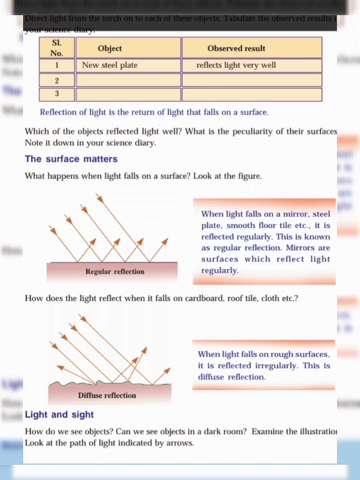 Direct light from the torch on to each of these objects. Tabulate the observed results
your science diary.
Sl. No. Object Observed result
1 New steel plate reflects light very well
2
3
Reflection of light is the return of light that falls on a surface.
Which of the objects reflected light well? What is the peculiarity of their surfaces
Note it down in your science diary.
The surface matters
What happens when light falls on a surface? Look at the figure.
When light falls on a mirror, steel
plate, smooth floor tile etc., it is
reflected regularly. This is known
as regular reflection. Mirrors are
surfaces which reflect light
regularly.
Regular reflection
How does the light reflect when it falls on cardboard, roof tile, cloth etc.?
When light falls on rough surfaces,
it is reflected irregularly. This is
diffuse reflection.
Diffuse reflection
Light and sight
How do we see objects? Can we see objects in a dark room? Examine the illustration
Look at the path of light indicated by arrows.